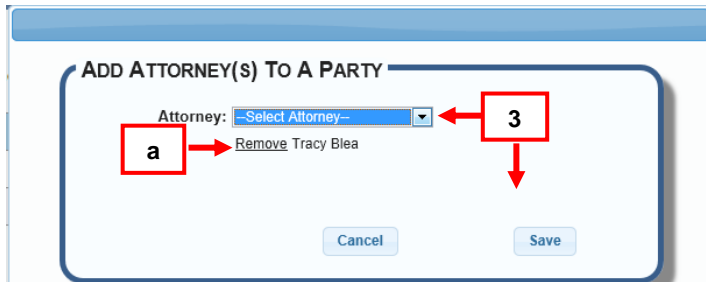 ADD ATTORNEY(S) TO A PARTY
Attorney: --Select Attorney-- 3
a Remove Tracy Blea
Cancel Save